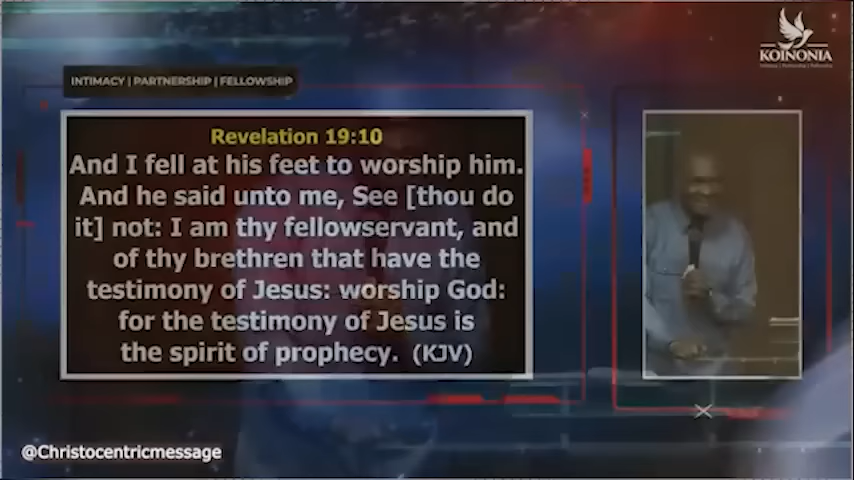 KOINONIA
INTIMACY | PARTNERSHIP | FELLOWSHIP
Revelation 19:10
And I fell at his feet to worship him.
And he said unto me, See [thou do
it] not: I am thy fellowservant, and
of thy brethren that have the
testimony of Jesus: worship God:
for the testimony of Jesus is
the spirit of prophecy. (KJV)
@Christocentricmessage